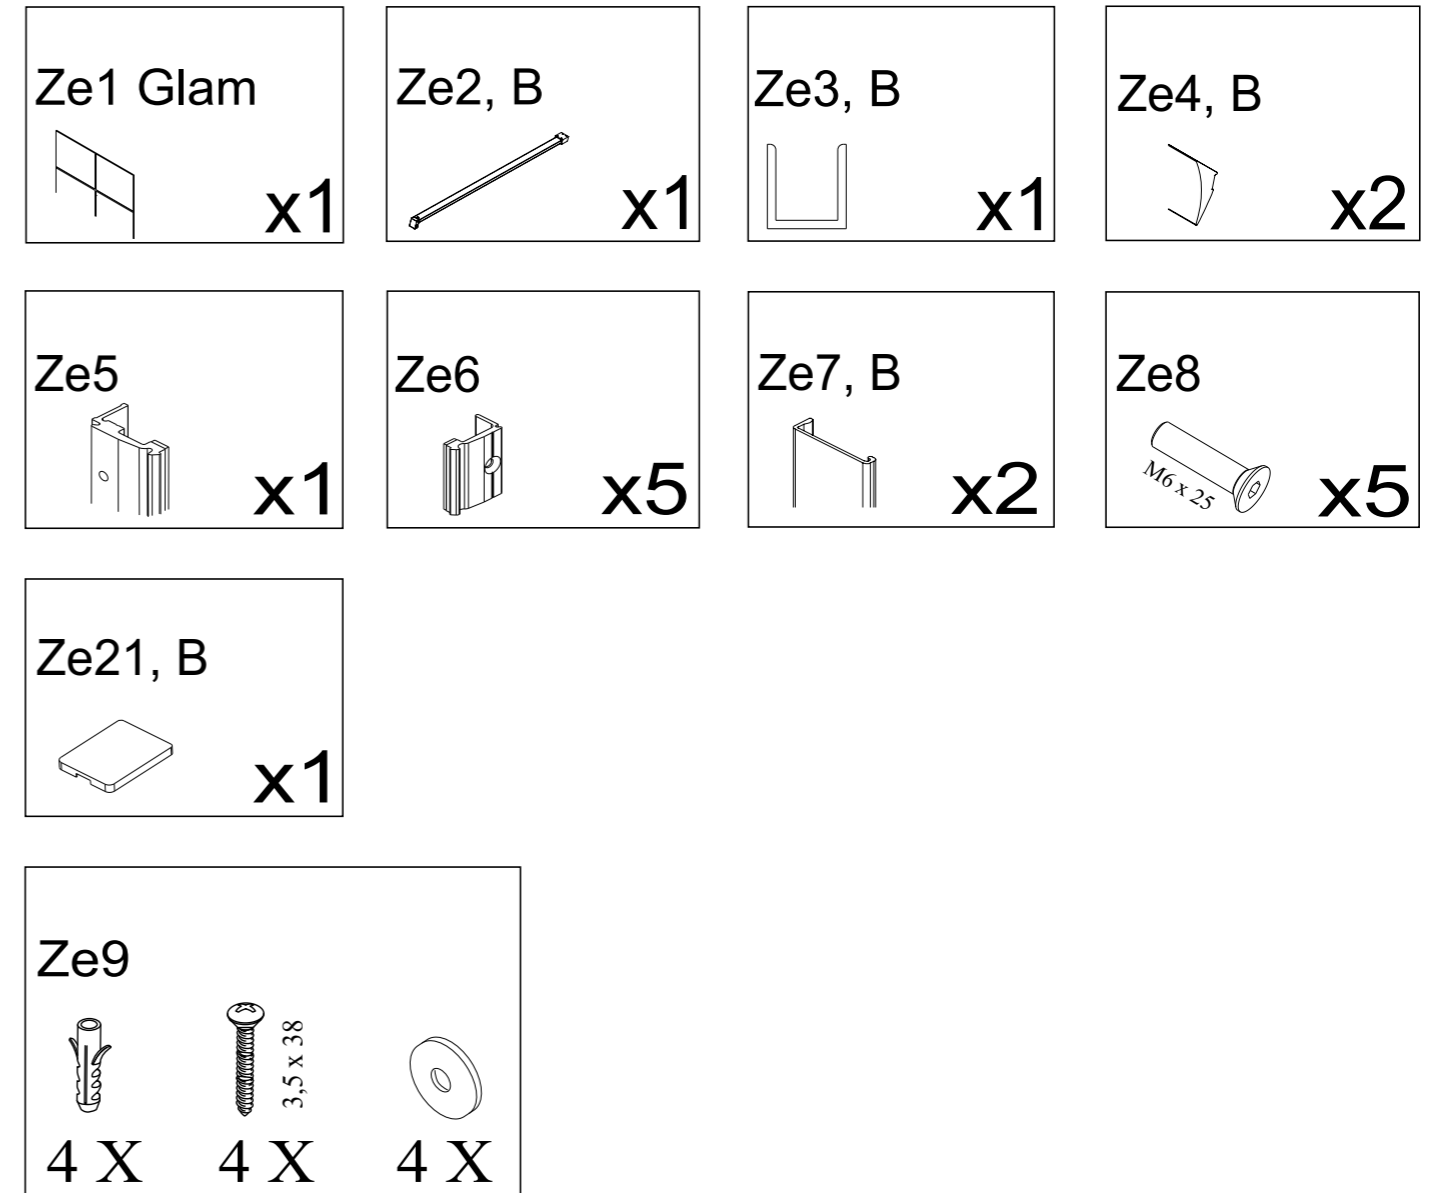 Ze1 Glam
x1
Ze2, B
x1
Ze3, B
x1
Ze4, B
x2
Ze5
x1
Ze6
x5
Ze7, B
x2
Ze8
M6 x 25
x5
Ze21, B
x1
Ze9
3,5 x 38
4 X
4 X
4 X